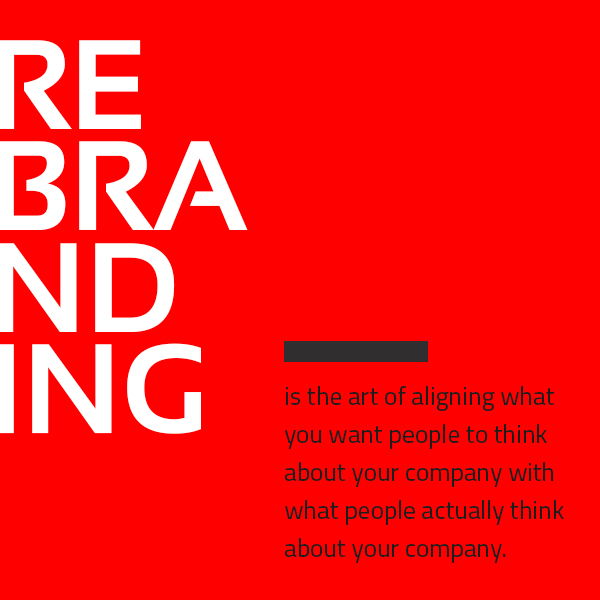 RE
BRA
ND
ING
is the art of aligning what
you want people to think
about your company with
what people actually think
about your company.